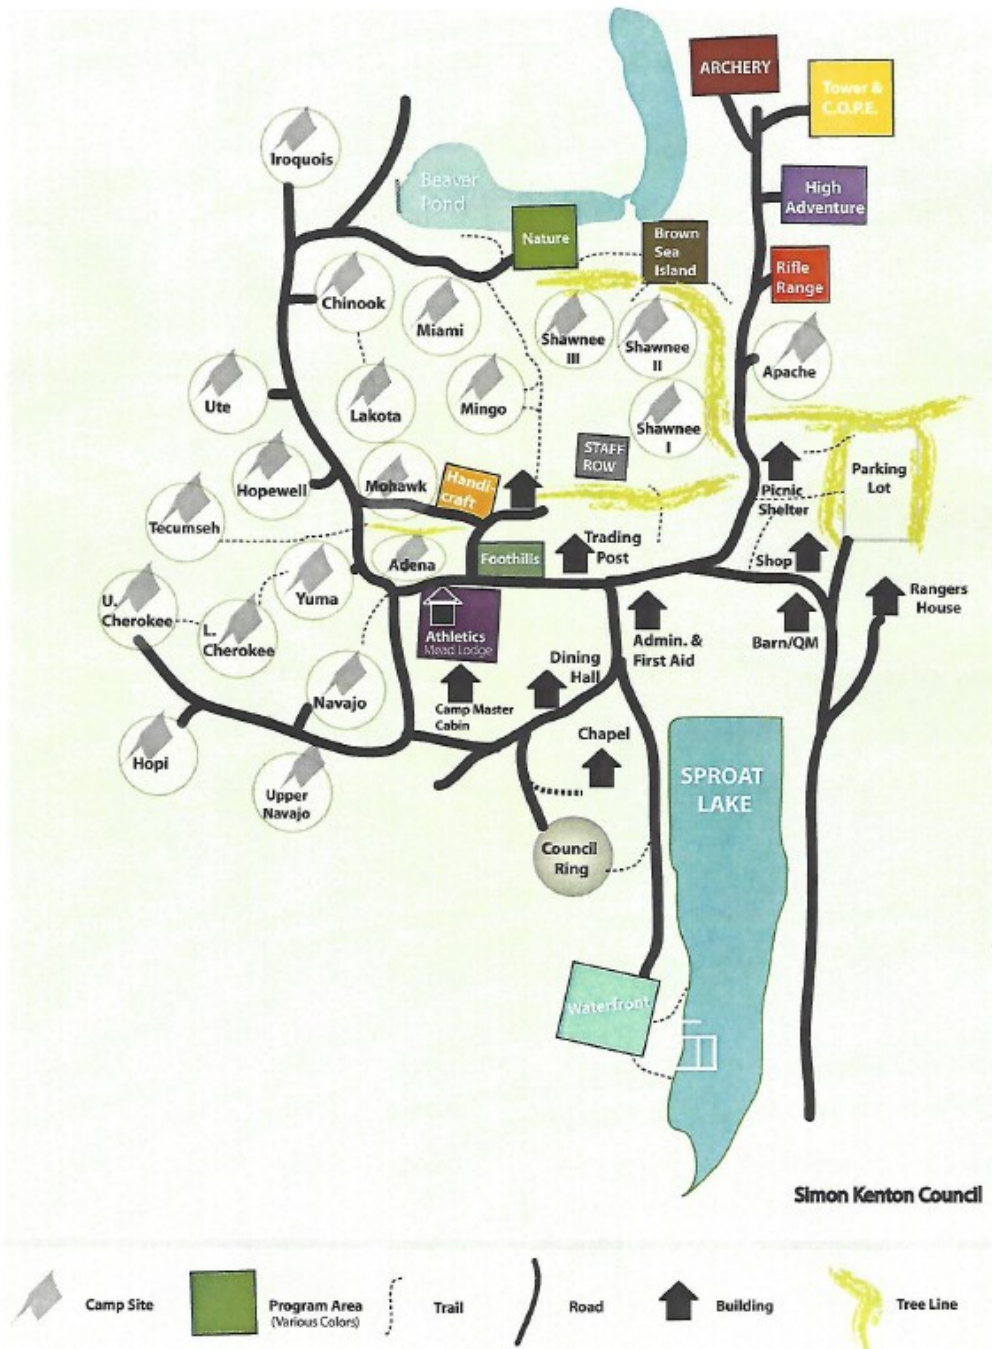 ARCHERY
Tower &
C.O.P.E.
Iroquois
Beaver
Pond
High
Adventure
Nature
Brown
Sea
Island
Rifle
Range
Chinook
Miami
Shawnee
III
Shawnee
II
Apache
Ute
Lakota
Mingo
Shawnee
I
STAFF
ROW
Hopewell
Mohawk
Handi-
craft
Picnic
Shelter
Parking
Lot
Tecumseh
Trading
Post
Adena
Foothills
Shop
U.
Cherokee
L.
Cherokee
Yuma
Rangers
House
Athletics
Mead Lodge
Admin. &
First Aid
Barn/QM
Dining
Hall
Navajo
Camp Master
Cabin
Chapel
Hopi
Upper
Navajo
SPROAT
LAKE
Council
Ring
Waterfront
Simon Kenton Council
Camp Site
Program Area
(Various Colors)
Trail
Road
Building
Tree Line